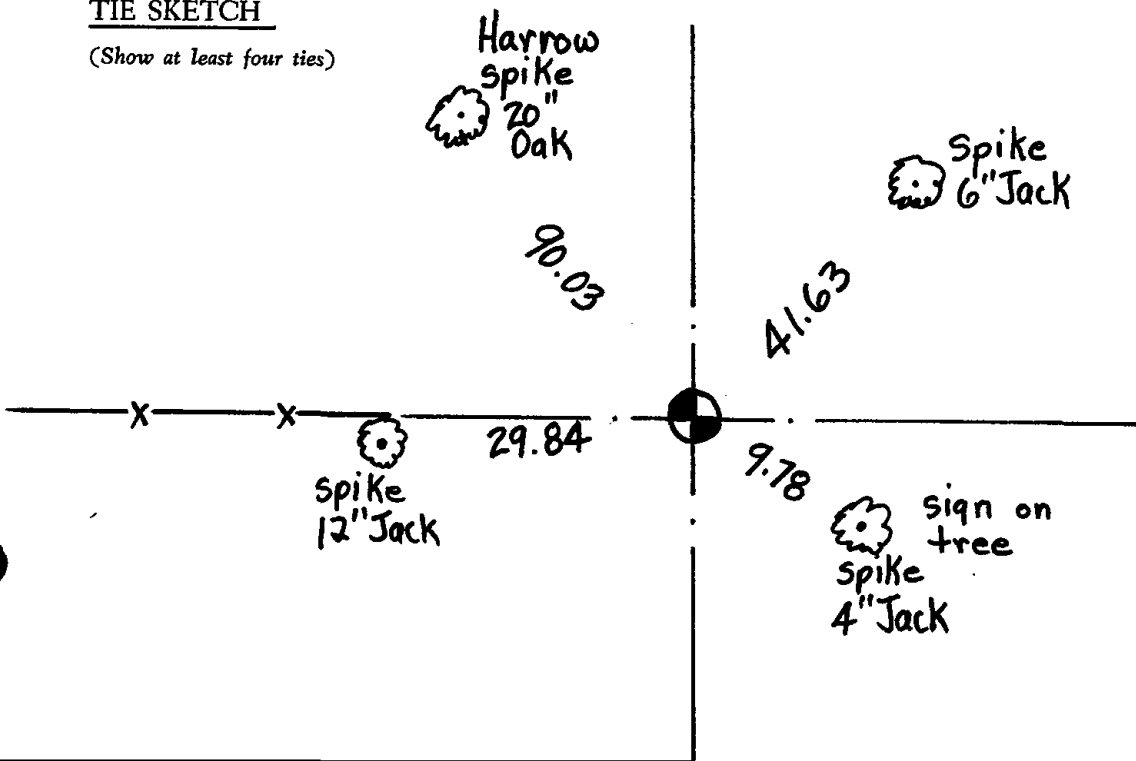 TIE SKETCH
(Show at least four ties)
Harrow
spike
20"
Oak
Spike
6" Jack
90.03
41.63
X X
29.84
9.78
spike
12" Jack
sign on
tree
spike
4" Jack